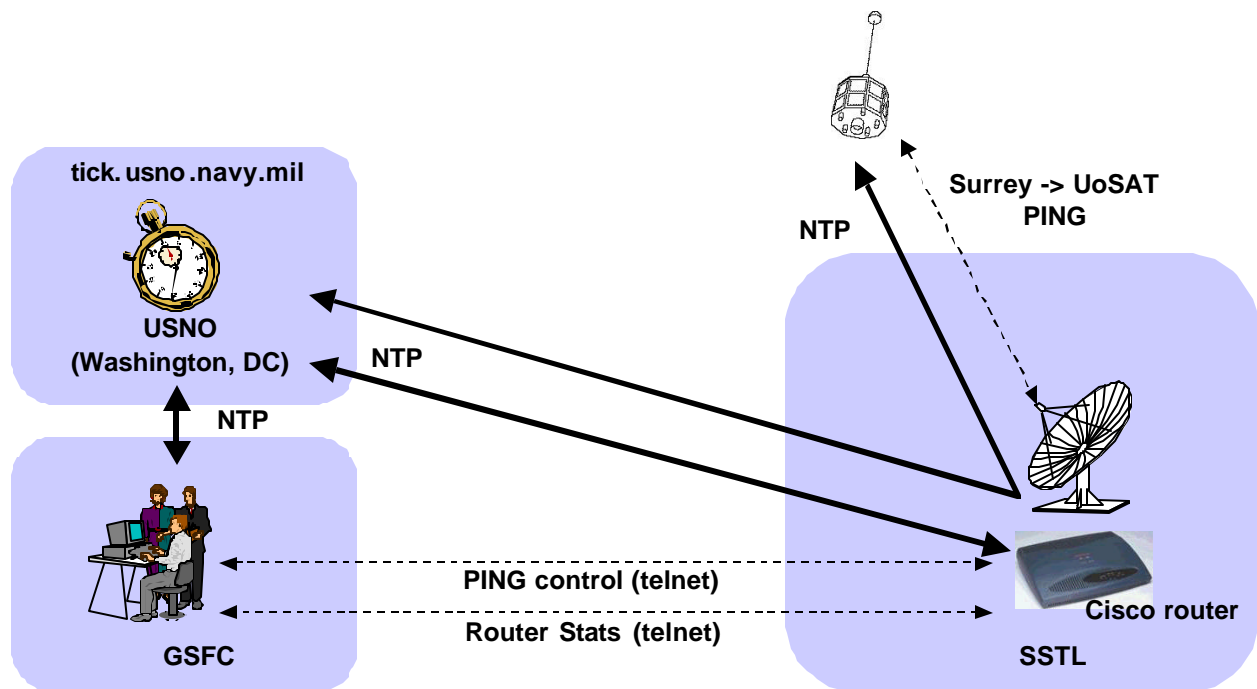 tick.usno.navy.mil
USNO
(Washington, DC)
NTP
GSFC
NTP
PING control (telnet)
Router Stats (telnet)
NTP
Surrey -> UoSAT
PING
Cisco router
SSTL